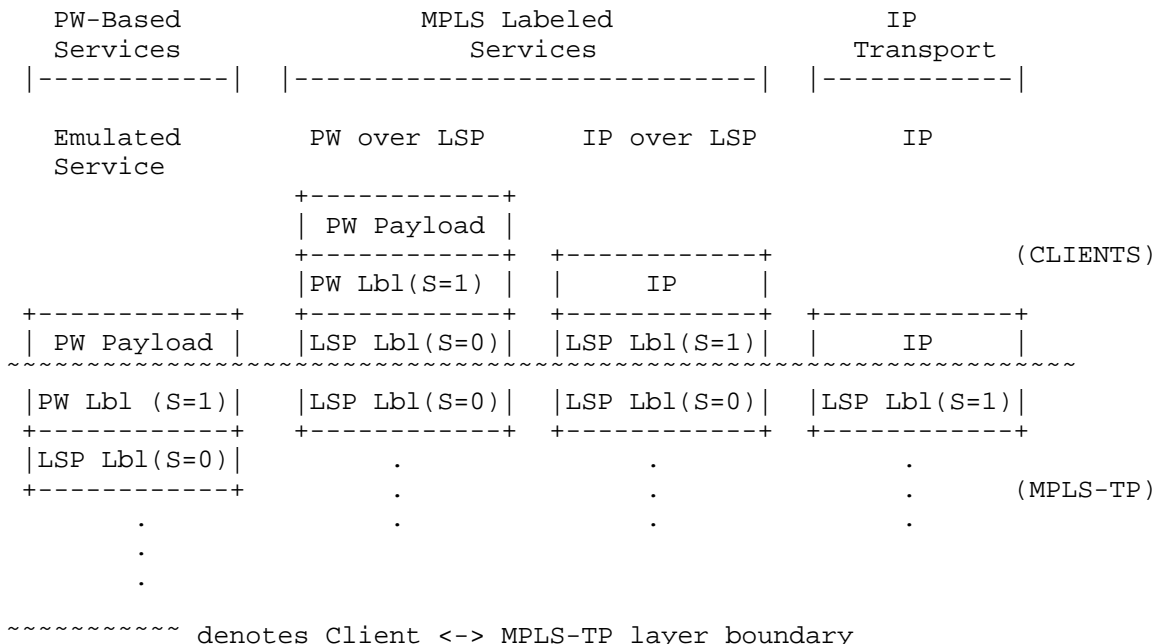 PW-Based MPLS Labeled IP
Services Services Transport
|------------| |-----------------------------| |------------|
Emulated PW over LSP IP over LSP IP
Service
+------------+
| PW Payload |
+------------+ +------------+ (CLIENTS)
|PW Lbl(S=1) | | IP |
+------------+ +------------+ +------------+ +------------+
| PW Payload | |LSP Lbl(S=0)| |LSP Lbl(S=1)| | IP |
~~~~~~~~~~~~~~~~~~~~~~~~~~~~~~~~~~~~~~~~~~~~~~~~~~~~~~~~~~~~~~~~~~~
|PW Lbl (S=1)| |LSP Lbl(S=0)| |LSP Lbl(S=0)| |LSP Lbl(S=1)|
+------------+ +------------+ +------------+ +------------+
|LSP Lbl(S=0)| . . .
+------------+ . . . (MPLS-TP)
. . . .
.
.
~~~~~~~~~~~ denotes Client <-> MPLS-TP layer boundary